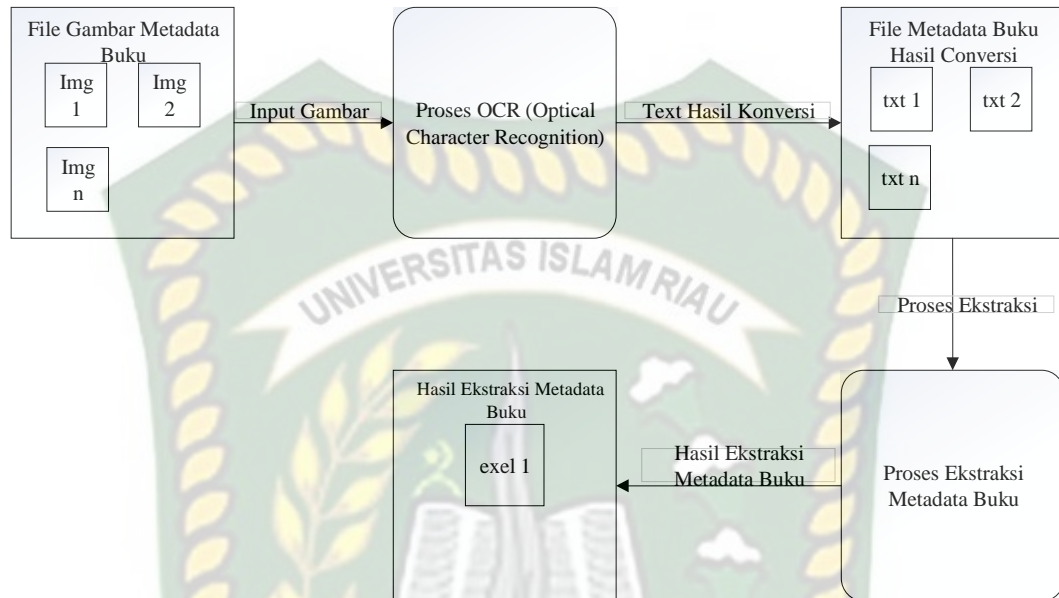 File Gambar Metadata
Buku
Img
1
Img
2
Img
n
Input Gambar
Proses OCR (Optical
Character Recognition)
Text Hasil Konversi
File Metadata Buku
Hasil Conversi
txt 1
txt 2
txt n
UNIVERSITAS ISLAM RIAU
Proses Ekstraksi
Hasil Ekstraksi Metadata
Buku
exel 1
Hasil Ekstraksi
Metadata Buku
Proses Ekstraksi
Metadata Buku